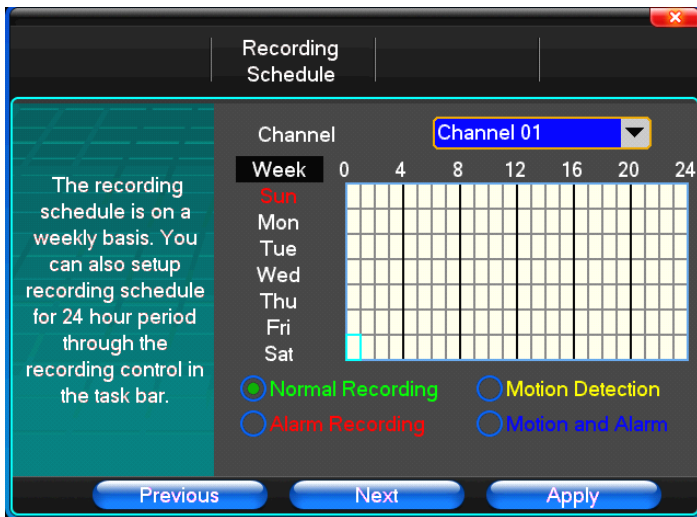 Recording
Schedule
The recording
schedule is on a
weekly basis. You
can also setup
recording schedule
for 24 hour period
through the
recording control in
the task bar.
Channel Channel 01
Week 0 4 8 12 16 20 24
Sun
Mon
Tue
Wed
Thu
Fri
Sat
Normal Recording Motion Detection
Alarm Recording Motion and Alarm
Previous Next Apply